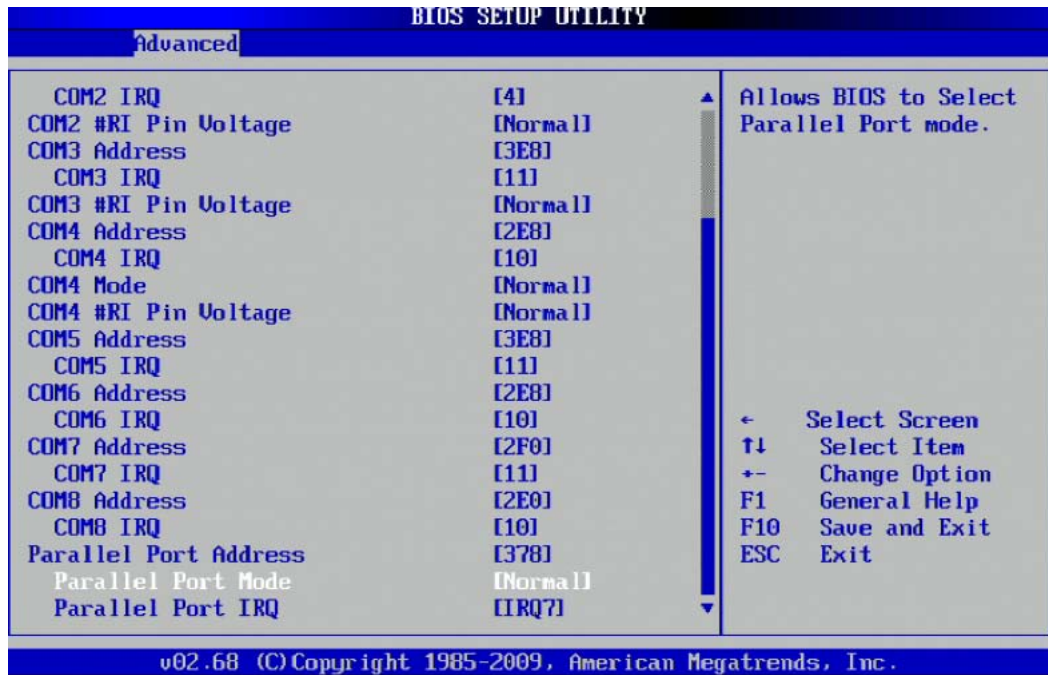 BIOS SETUP UTILITY
Advanced
COM2 IRQ [4]
COM2 #RI Pin Voltage [Normal]
COM3 Address [3E8]
COM3 IRQ [11]
COM3 #RI Pin Voltage [Normal]
COM4 Address [2E8]
COM4 IRQ [10]
COM4 Mode [Normal]
COM4 #RI Pin Voltage [Normal]
COM5 Address [3E8]
COM5 IRQ [11]
COM6 Address [2E8]
COM6 IRQ [10]
COM7 Address [2F0]
COM7 IRQ [11]
COM8 Address [2E0]
COM8 IRQ [10]
Parallel Port Address [378]
Parallel Port Mode [Normal]
Parallel Port IRQ [IRQ7]
Allows BIOS to Select
Parallel Port mode.
← Select Screen
↑↓ Select Item
+- Change Option
F1 General Help
F10 Save and Exit
ESC Exit
v02.68 (C)Copyright 1985-2009, American Megatrends, Inc.